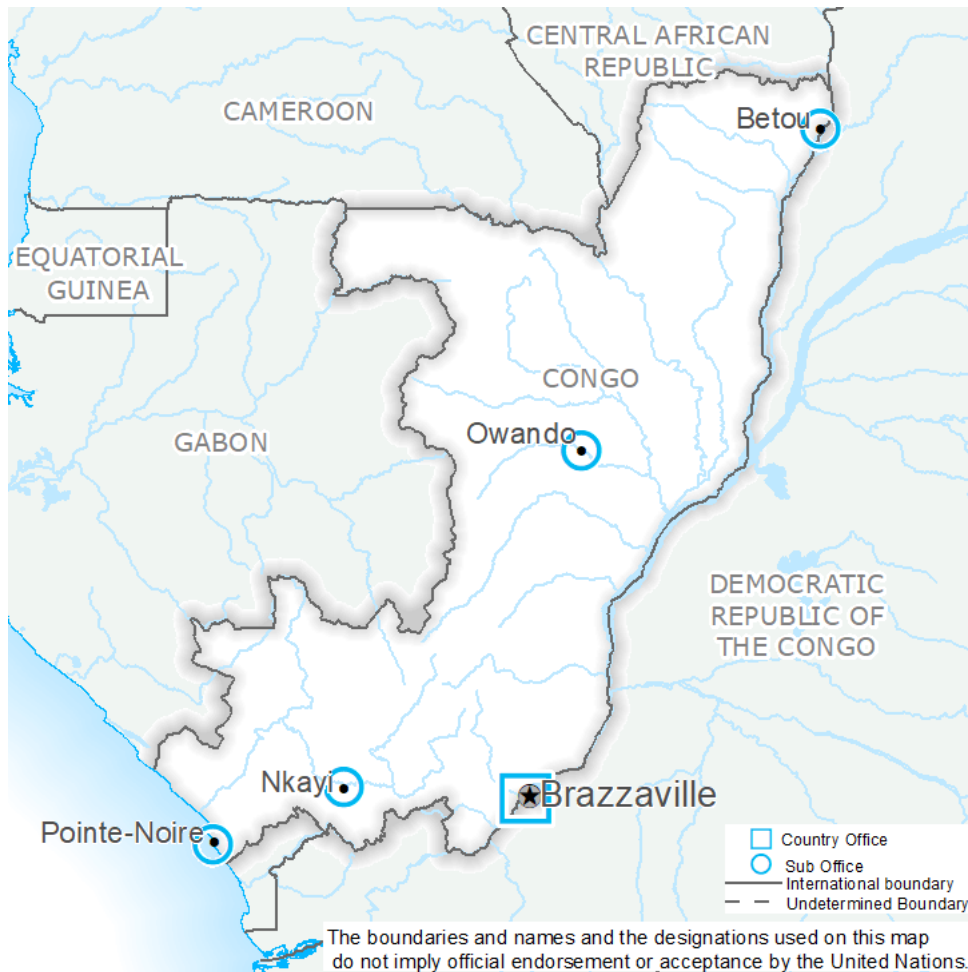 CENTRAL AFRICAN
REPUBLIC
Betou
CAMEROON
EQUATORIAL
GUINEA
CONGO
Owando
GABON
DEMOCRATIC
REPUBLIC OF
THE CONGO
Nkayi
Brazzaville
Pointe-Noire
Country Office
Sub Office
International boundary
Undetermined Boundary
The boundaries and names and the designations used on this map
do not imply official endorsement or acceptance by the United Nations.